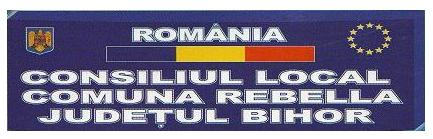 ROMÂNIA
CONSILIUL LOCAL
COMUNA REBELLA
JUDEȚUL BIHOR